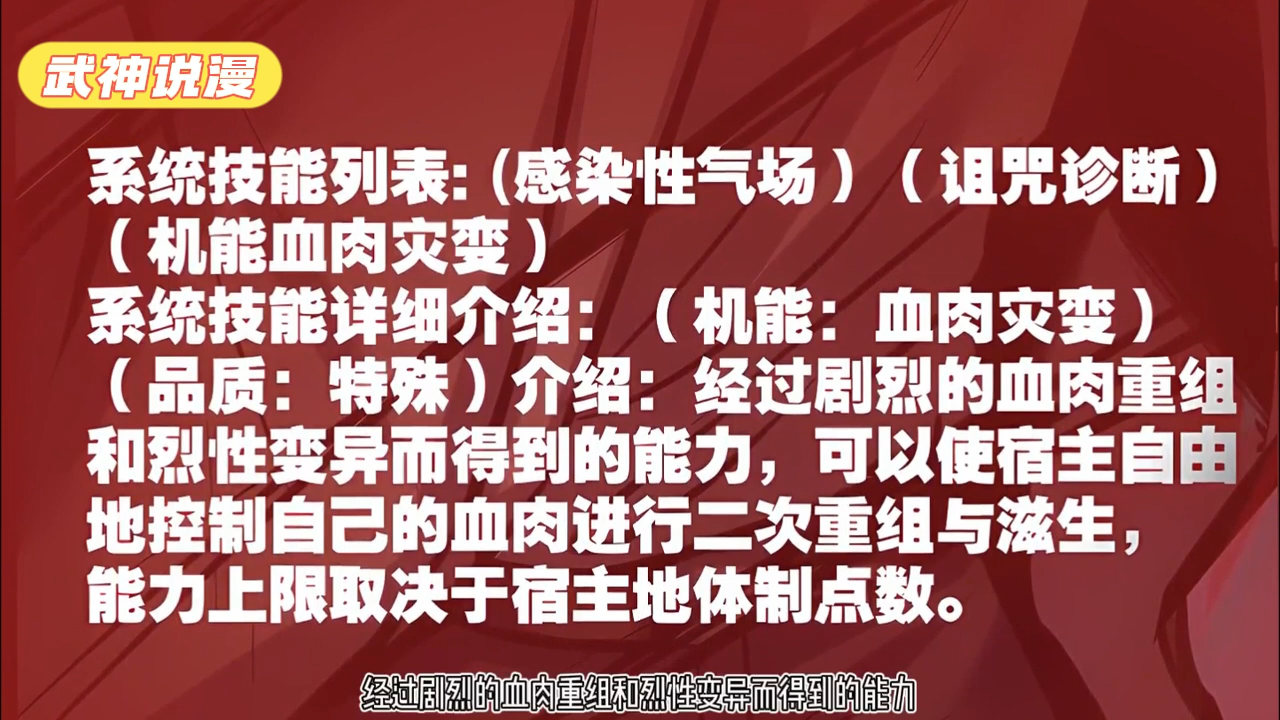 武神说漫
系统技能列表:(感染性气场)(诅咒诊断)
(机能血肉灾变)
系统技能详细介绍:(机能:血肉灾变)
(品质:特殊)介绍:经过剧烈的血肉重组
和烈性变异而得到的能力,可以使宿主自由
地控制自己的血肉进行二次重组与滋生,
能力上限取决于宿主地体制点数。
经过剧烈的血肉重组和烈性变异而得到的能力